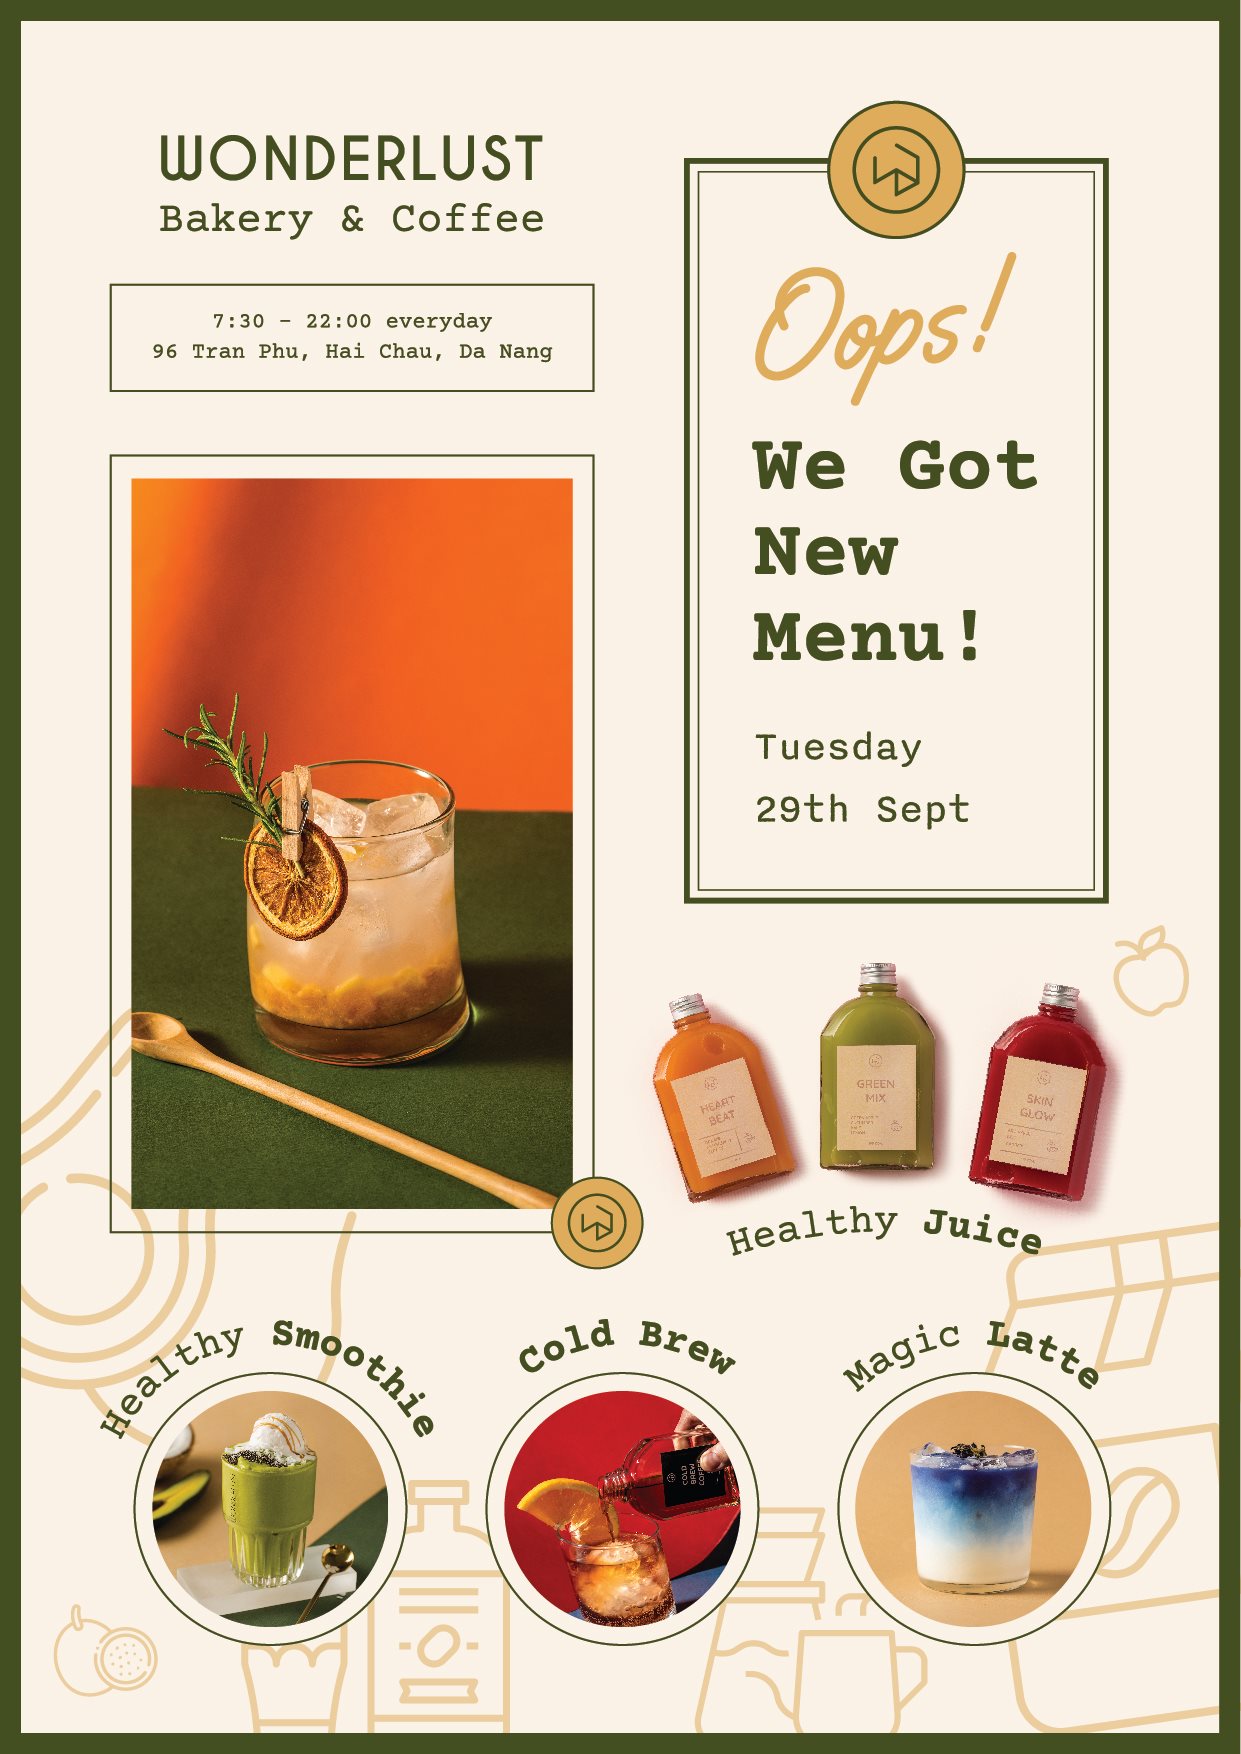 WONDERLUST
Bakery & Coffee
7:30 - 22:00 everyday
96 Tran Phu, Hai Chau, Da Nang
Oops!
We Got
New
Menu!
Tuesday
29th Sept
HEART
BEAT
GREEN
MIX
SKIN
GLOW
Healthy Juice
Healthy Smoothie
Cold Brew
Magic Latte
COLD
BREW
COFFEE